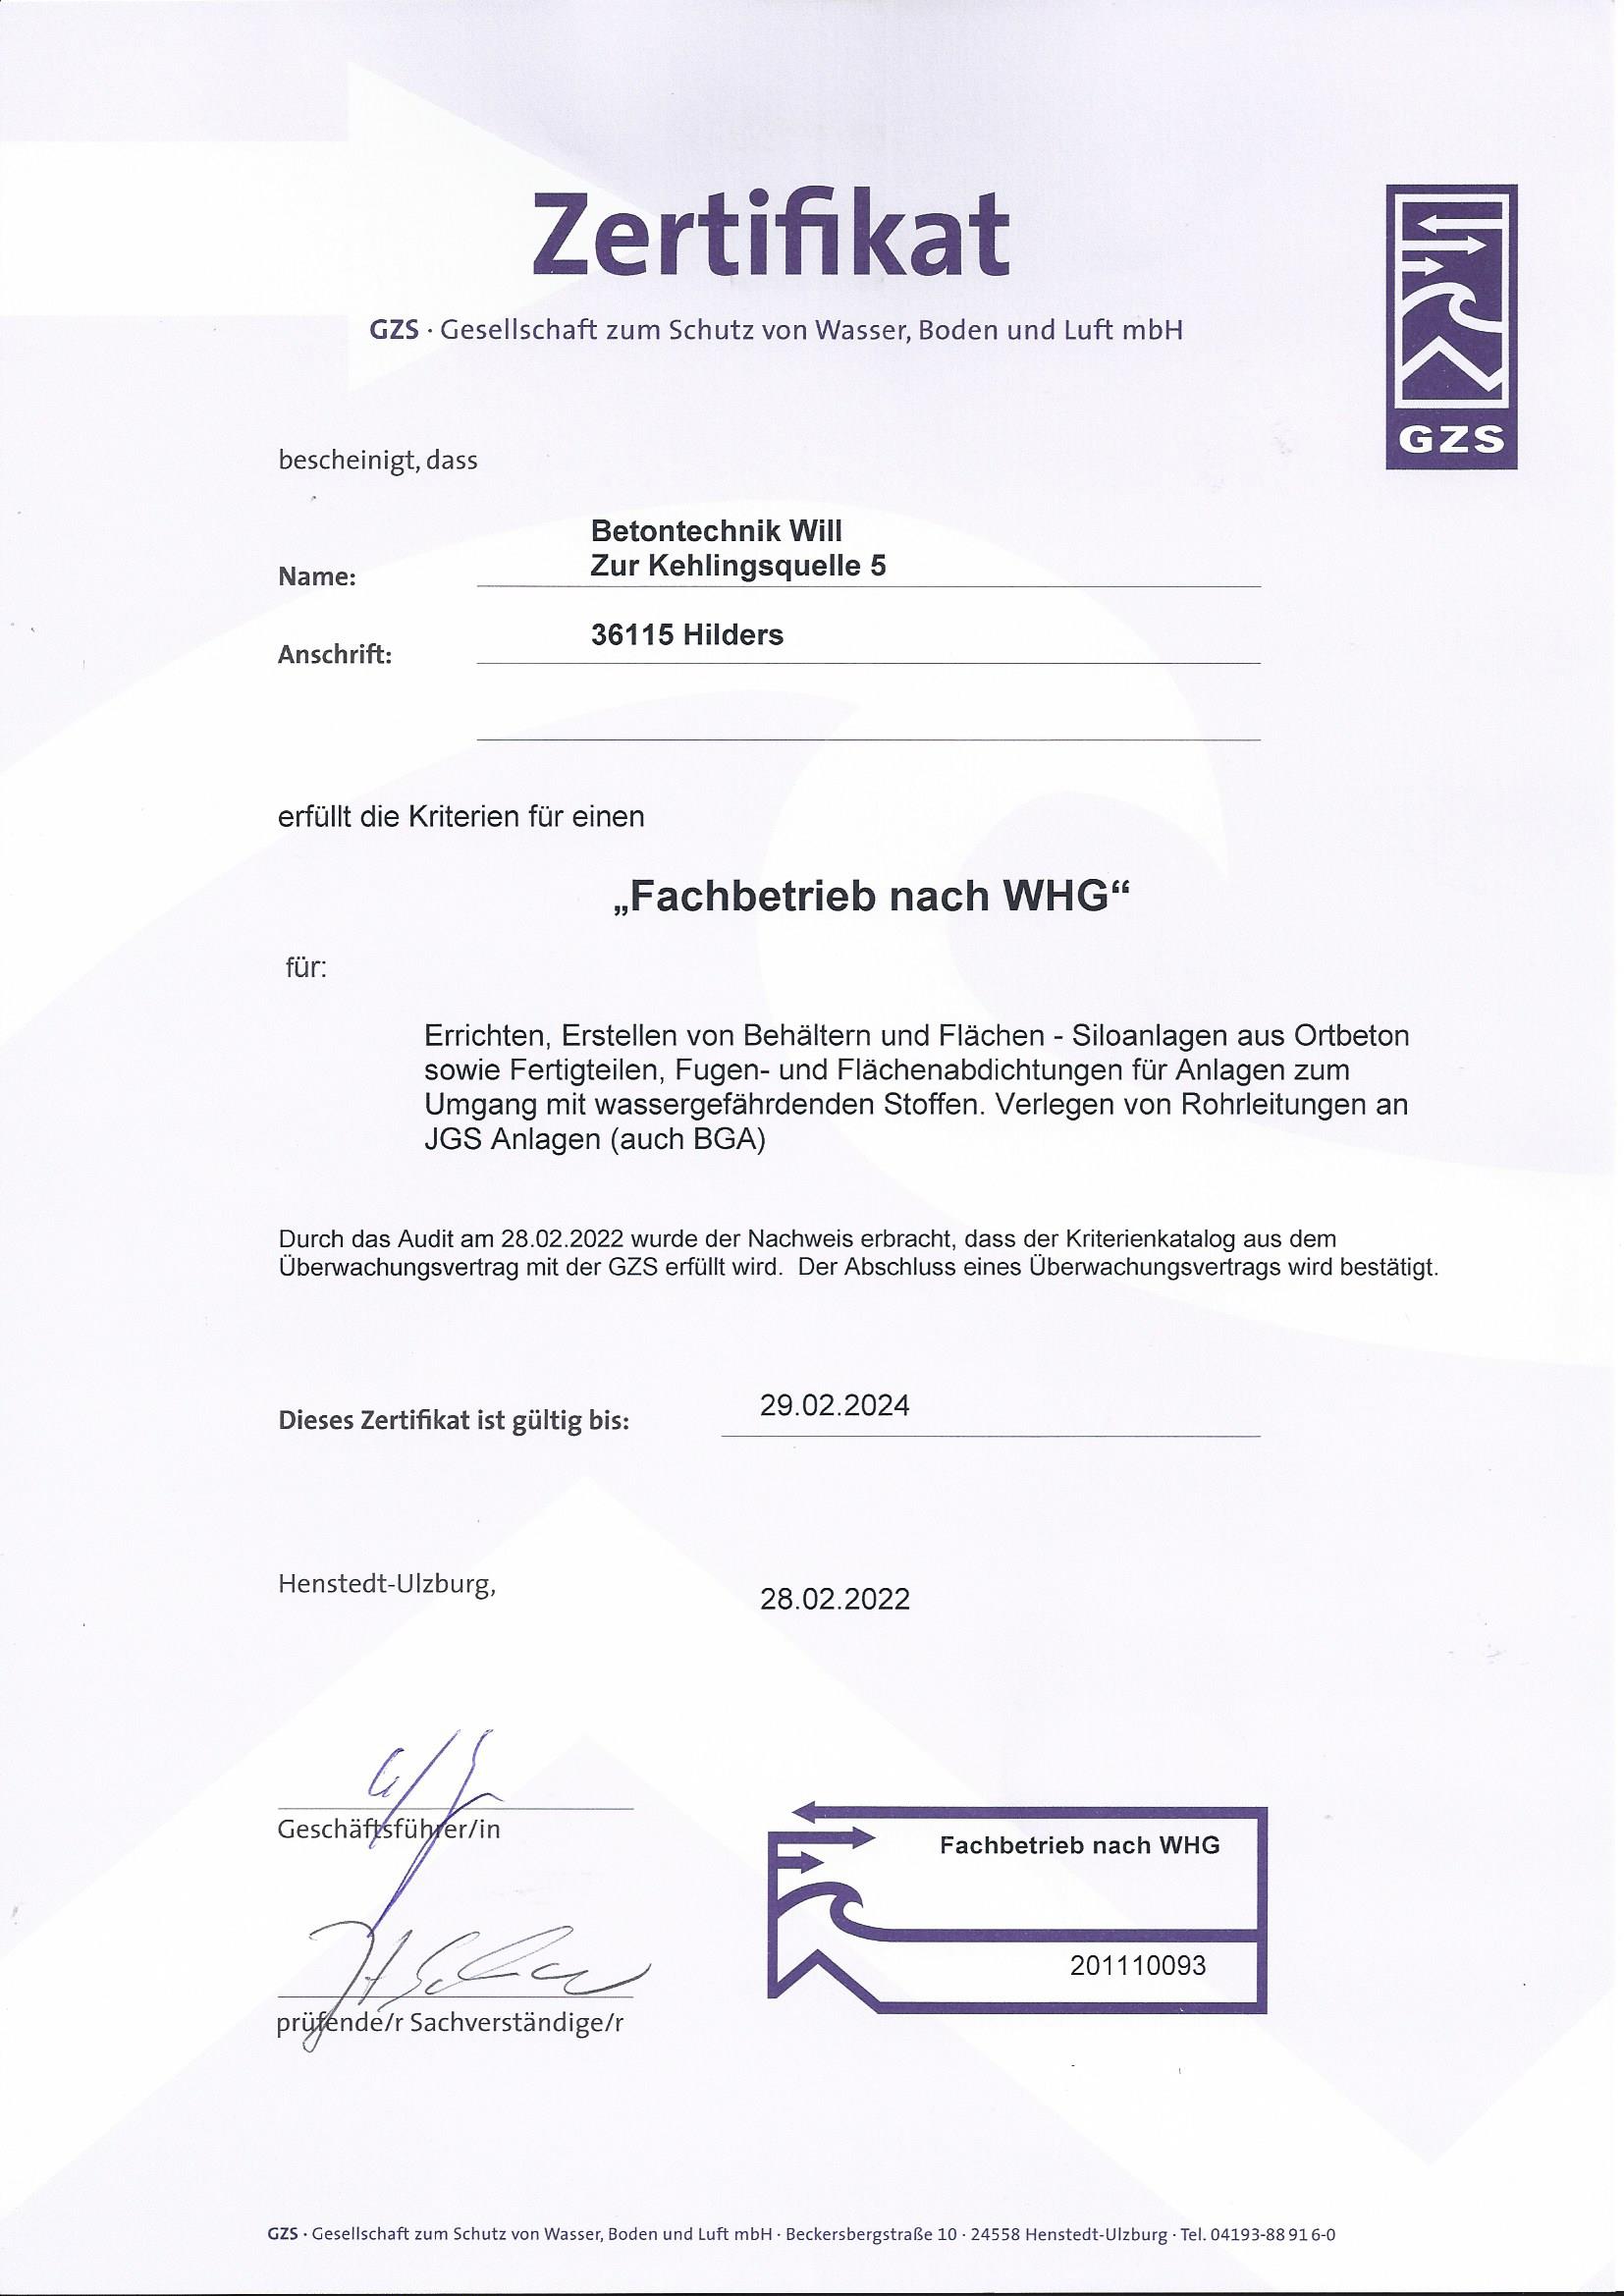 Zertifikat
GZS · Gesellschaft zum Schutz von Wasser, Boden und Luft mbH
GZS
bescheinigt, dass
Betontechnik Will
Name: Zur Kehlingsquelle 5
36115 Hilders
Anschrift:
erfüllt die Kriterien für einen
„Fachbetrieb nach WHG“
für:
Errichten, Erstellen von Behältern und Flächen - Siloanlagen aus Ortbeton
sowie Fertigteilen, Fugen- und Flächenabdichtungen für Anlagen zum
Umgang mit wassergefährdenden Stoffen. Verlegen von Rohrleitungen an
JGS Anlagen (auch BGA)
Durch das Audit am 28.02.2022 wurde der Nachweis erbracht, dass der Kriterienkatalog aus dem
Überwachungsvertrag mit der GZS erfüllt wird. Der Abschluss eines Überwachungsvertrags wird bestätigt.
Dieses Zertifikat ist gültig bis: 29.02.2024
Henstedt-Ulzburg, 28.02.2022
Geschäftsführer/in
Fachbetrieb nach WHG
201110093
prüfende/r Sachverständige/r
GZS · Gesellschaft zum Schutz von Wasser, Boden und Luft mbH · Beckersbergstraße 10 · 24558 Henstedt-Ulzburg · Tel. 04193-88 91 6-0